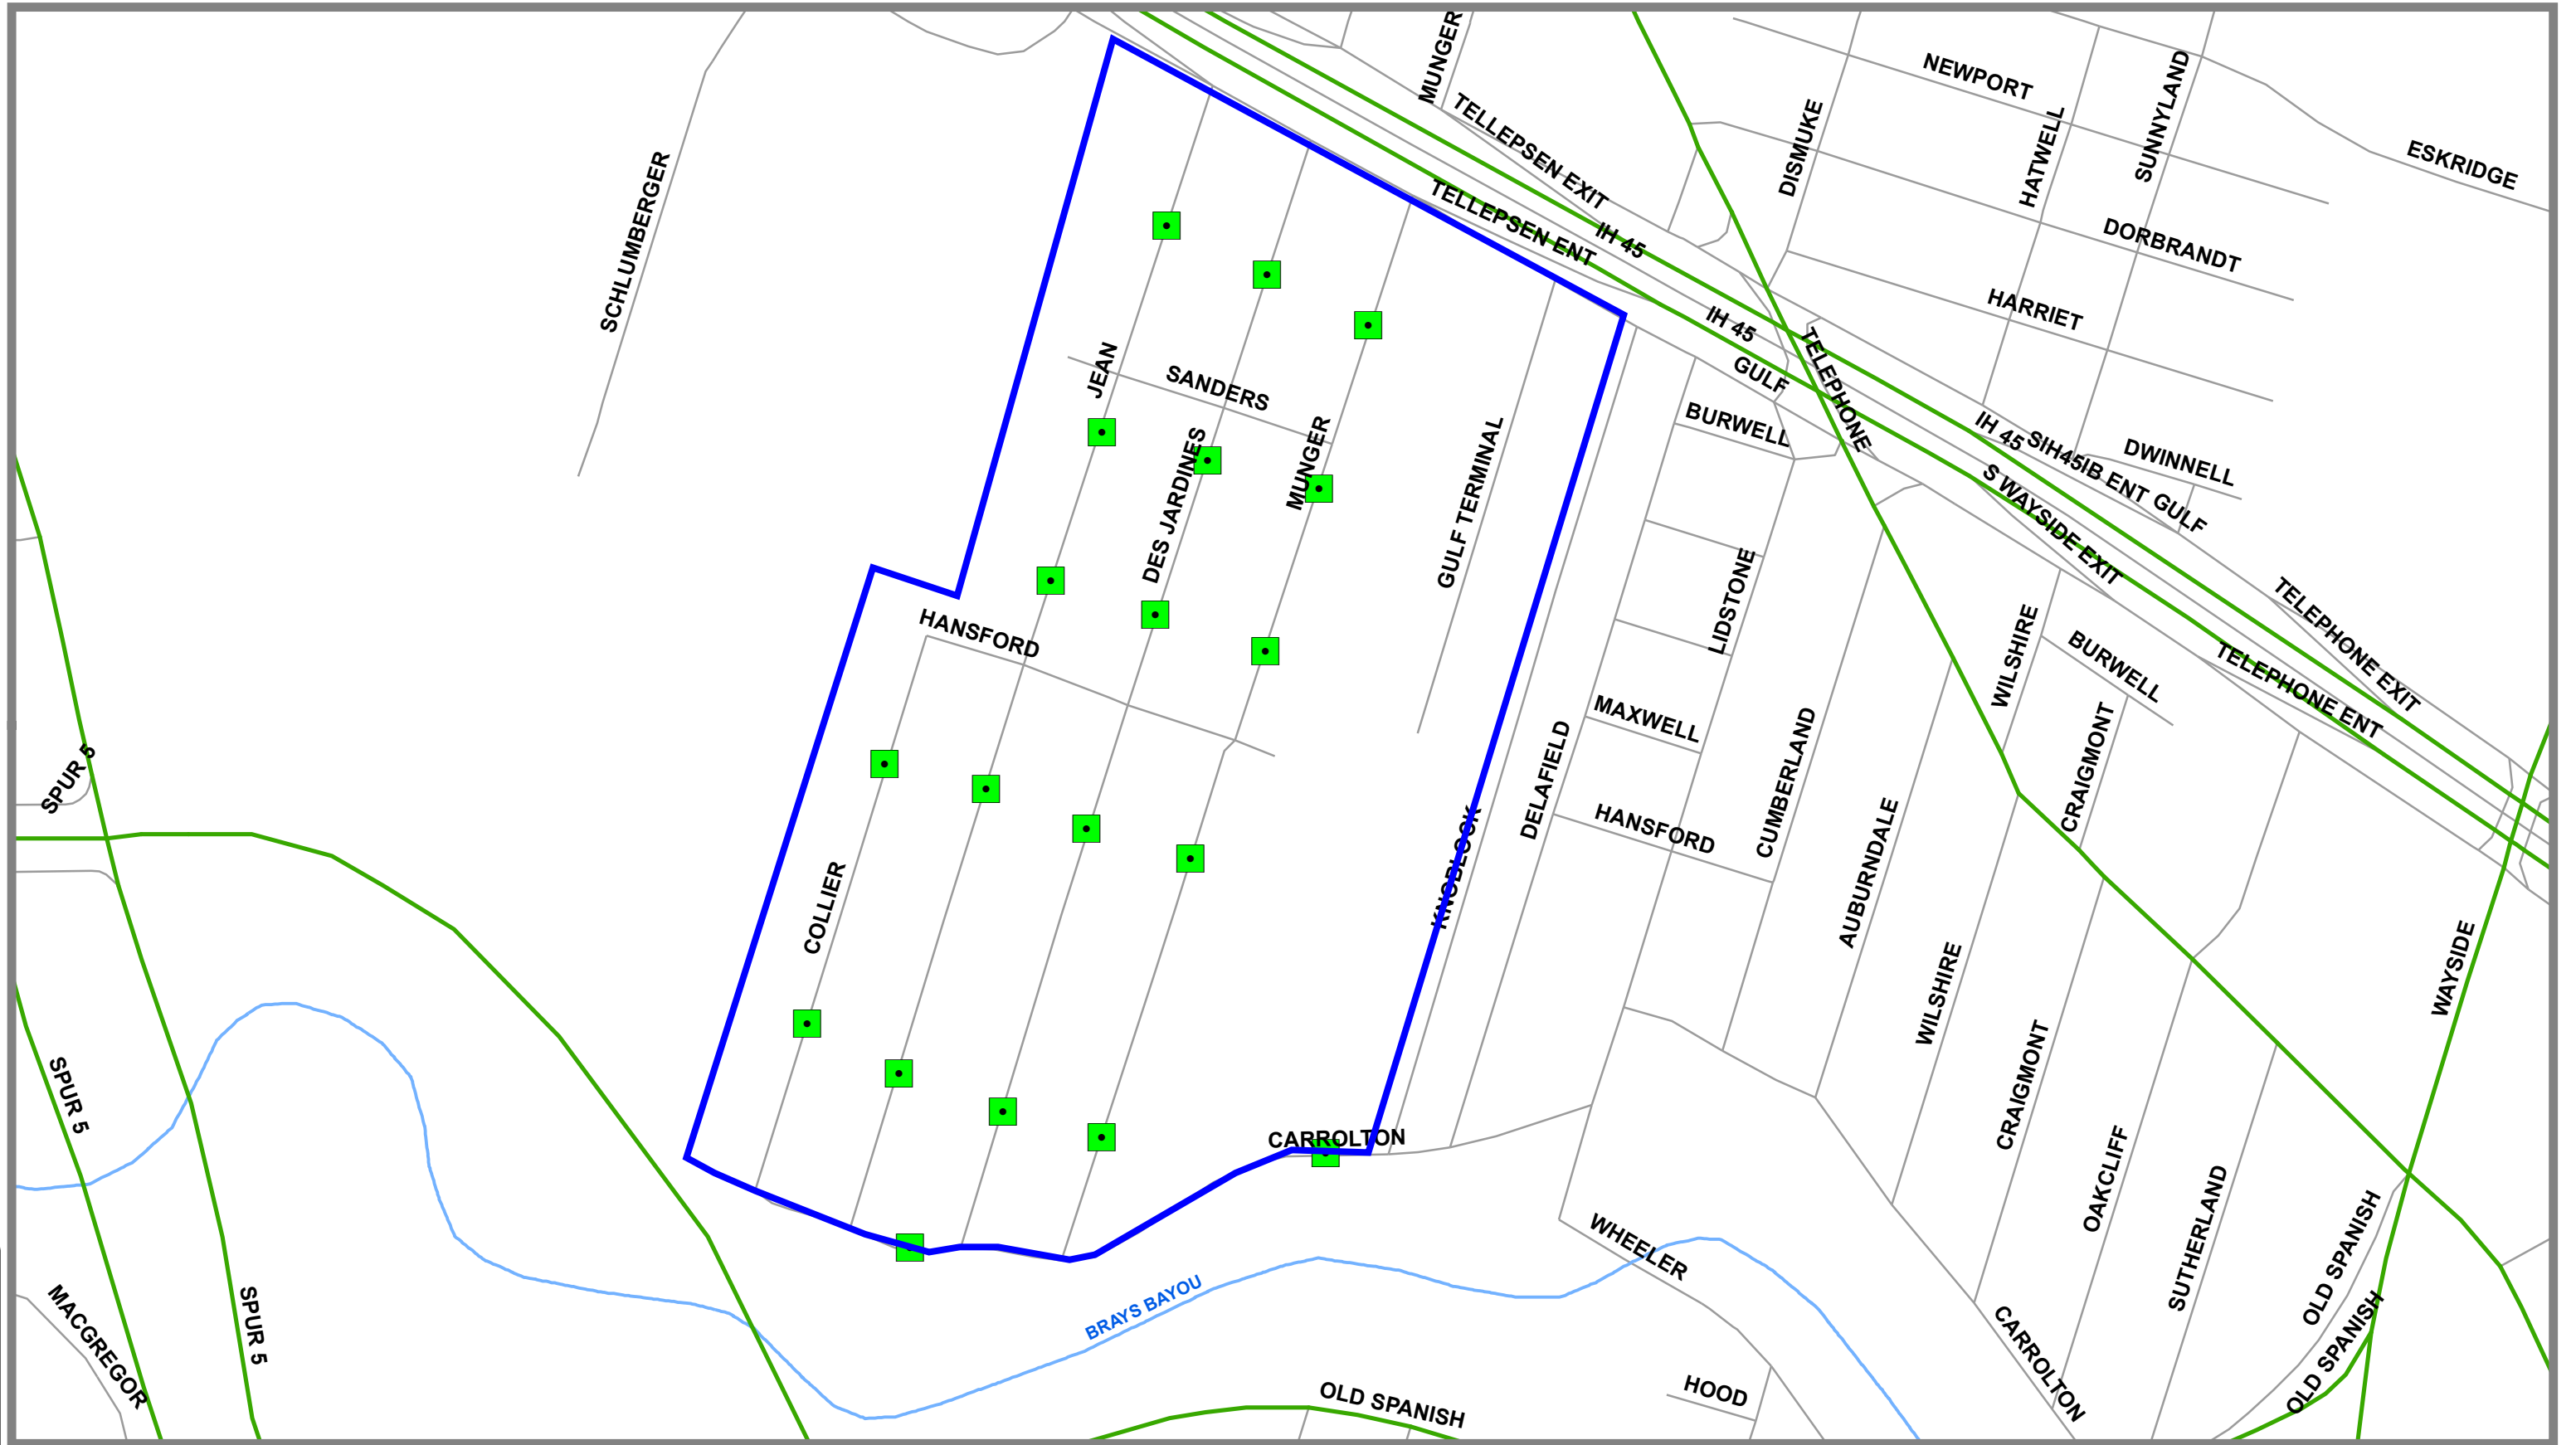 MUNGER
NEWPORT
SUNNYLAND
TELLEPSEN EXIT
DISMUKE
HATWELL
ESKRIDGE
SCHLUMBERGER
TELLEPSEN ENT
IH 45
DORBRANDT
HARRIET
IH 45
JEAN
SANDERS
GULF
TELEPHONE
BURWELL
DES JARDINES
MUNGER
GULF TERMINAL
IH 45
SIH45IB ENT
GULF
DWINNELL
S WAYSIDE EXIT
LIDSTONE
HANSFORD
WILSHIRE
TELEPHONE EXIT
BURWELL
TELEPHONE ENT
MAXWELL
CRAIGMONT
SPUR 5
DELAFIELD
CUMBERLAND
HANSFORD
KNOBLOCK
AUBURNDALE
COLLIER
WAYSIDE
WILSHIRE
CRAIGMONT
SPUR 5
CARROLTON
OAKCLIFF
SUTHERLAND
OLD SPANISH
WHEELER
BRAYS BAYOU
SPUR 5
MACGREGOR
OLD SPANISH
CARROLTON
HOOD
OLD SPANISH